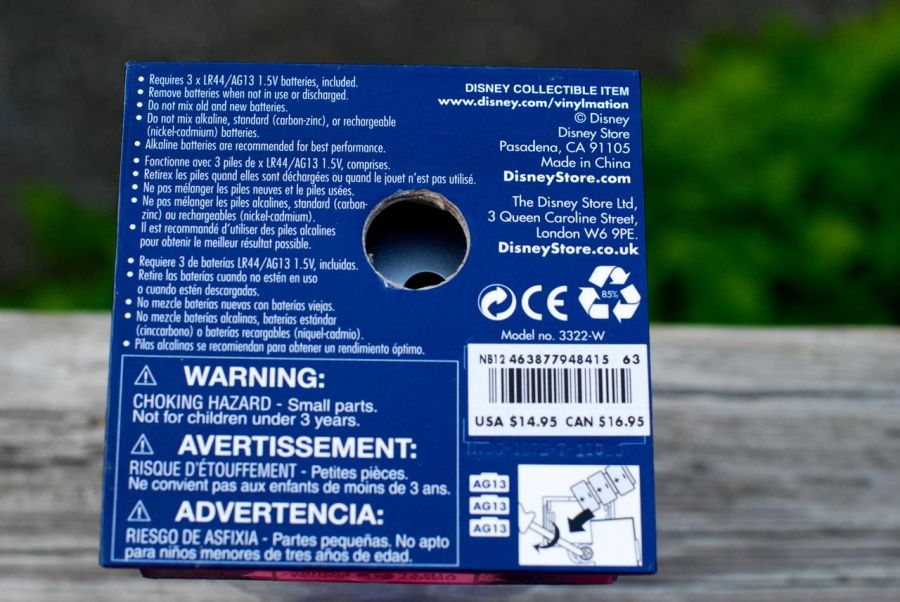 • Requires 3 x LR44/AG13 1.5V batteries, included.
• Remove batteries when not in use or discharged.
• Do not mix old and new batteries.
• Do not mix alkaline, standard (carbon-zinc), or rechargeable
(nickel-cadmium) batteries.
• Alkaline batteries are recommended for best performance.
• Fonctionne avec 3 piles de x LR44/AG13 1.5V, comprises.
• Retirex les piles quand elles sont déchargées ou quand le jouet n'est pas utilisé.
• Ne pas mélanger les piles neuves et le piles usées.
• Ne pas mélanger les piles alcalines, standard (carbon-
zinc) ou rechargeables (nickel-cadmium).
• Il est recommandé d'utiliser des piles alcalines
pour obtenir le meilleur résultat possible.
• Requiere 3 de baterías LR44/AG13 1.5V, incluidas.
• Retire las baterías cuando no estén en uso
o cuando estén descargadas.
• No mezcle baterías nuevas con baterías viejas.
• No mezcle baterías alcalinas, baterías estándar
(cinccarbono) o baterías recargables (níquel-cadmio).
• Pilas alcalinas se recomiendan para obtener un rendimiento óptimo.
DISNEY COLLECTIBLE ITEM
www.disney.com/vinylmation
© Disney
Disney Store
Pasadena, CA 91105
Made in China
DisneyStore.com
The Disney Store Ltd,
3 Queen Caroline Street,
London W6 9PE.
DisneyStore.co.uk
CE
85%
Model no. 3322-W
NB12 463877948415 63
USA $14.95 CAN $16.95
WARNING:
CHOKING HAZARD - Small parts.
Not for children under 3 years.
AVERTISSEMENT:
RISQUE D'ÉTOUFFEMENT - Petites pièces.
Ne convient pas aux enfants de moins de 3 ans.
ADVERTENCIA:
RIESGO DE ASFIXIA - Partes pequeñas. No apto
para niños menores de tres años de edad.
AG13
AG13
AG13